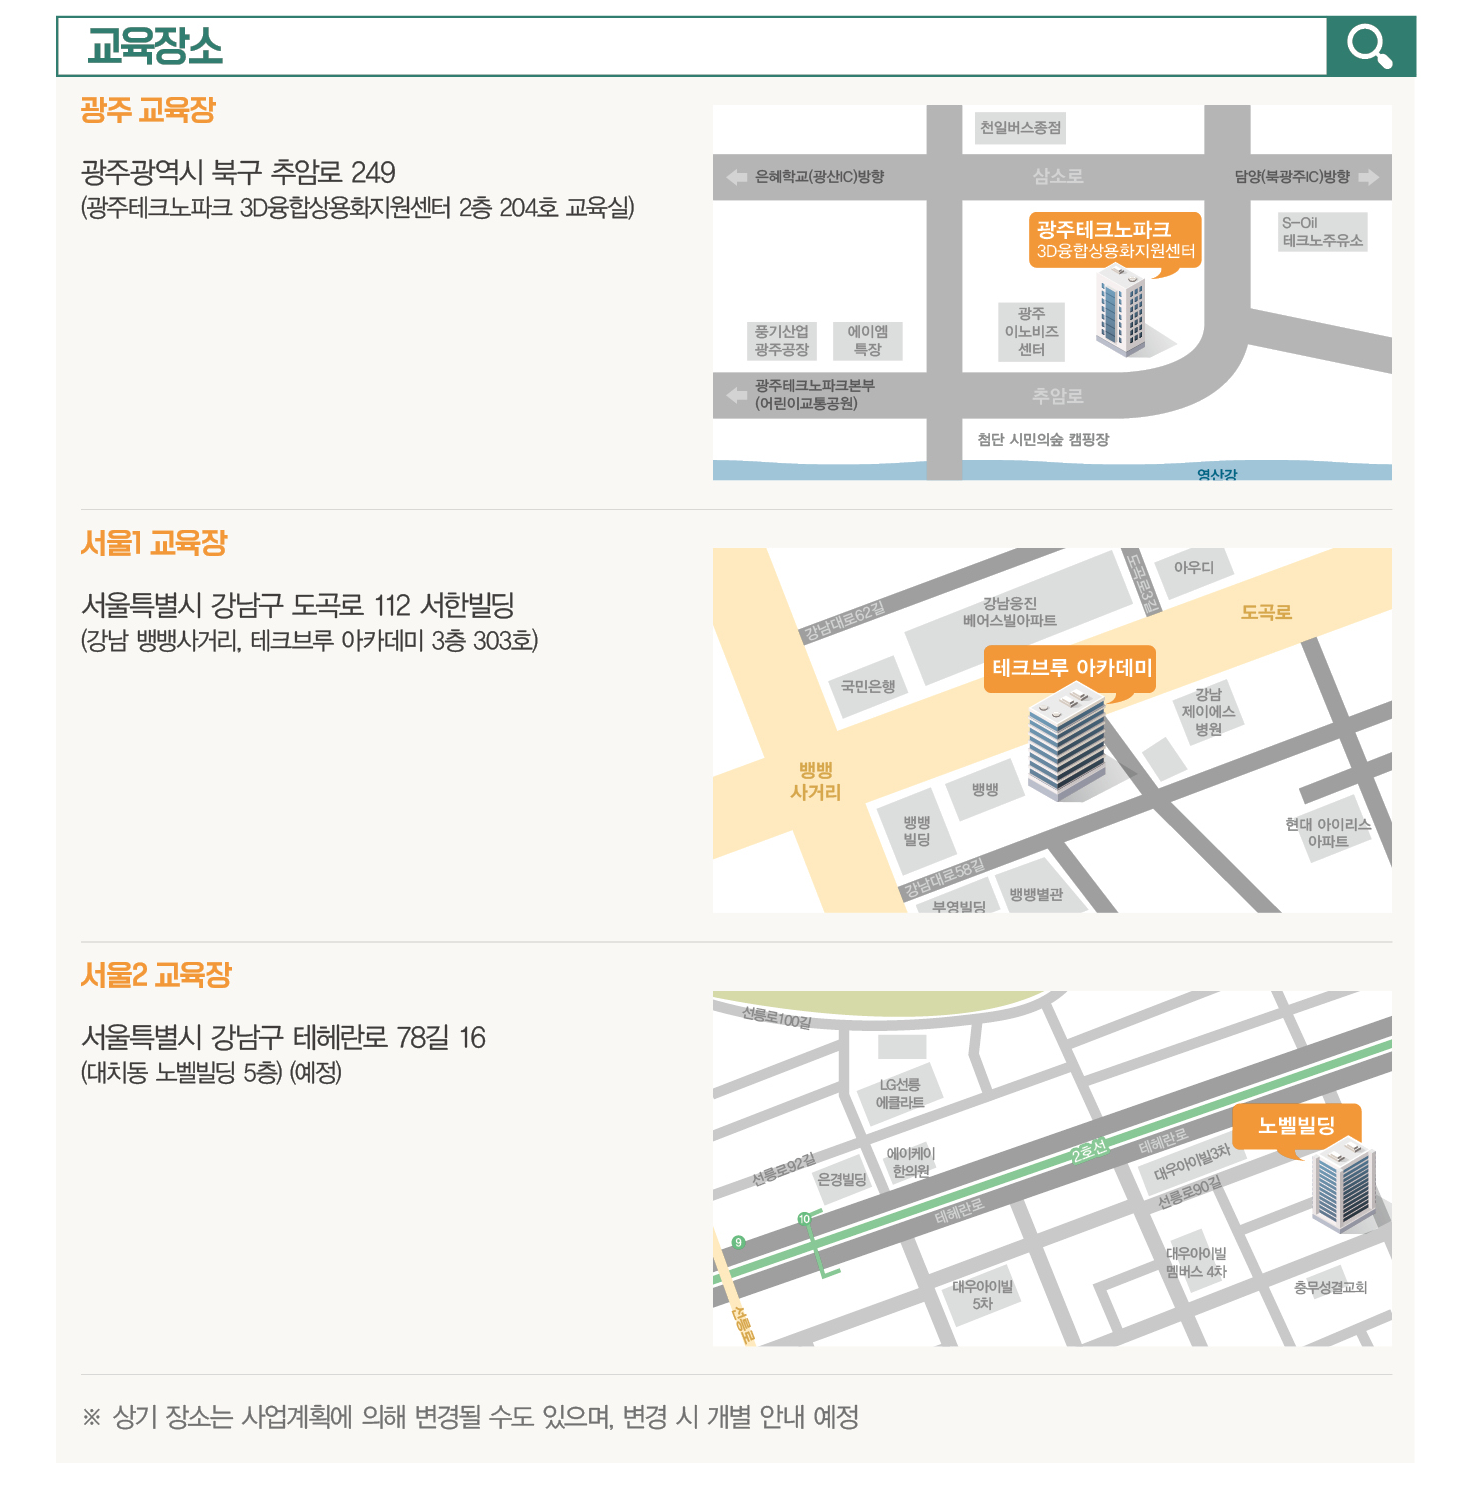 교육장소
광주 교육장
광주광역시 북구 추암로 249
(광주테크노파크 3D융합상용화지원센터 2층 204호 교육실)
천일버스종점
은혜학교(광산IC)방향
삼소로
담양(북광주IC)방향
광주테크노파크
3D융합상용화지원센터
S-Oil
테크노주유소
풍기산업
광주공장
에이엠
특장
광주
이노비즈
센터
광주테크노파크본부
(어린이교통공원)
추암로
첨단 시민의숲 캠핑장
영산강
서울1 교육장
서울특별시 강남구 도곡로 112 서한빌딩
(강남 뱅뱅사거리, 테크브루 아카데미 3층 303호)
강남대로62길
강남웅진
베어스빌아파트
도곡로3길
아우디
도곡로
국민은행
테크브루 아카데미
강남
제이에스
병원
뱅뱅
사거리
뱅뱅
뱅뱅
빌딩
현대 아이리스
아파트
강남대로58길
부영빌딩
뱅뱅별관
서울2 교육장
서울특별시 강남구 테헤란로 78길 16
(대치동 노벨빌딩 5층) (예정)
선릉로100길
LG선릉
에클라트
에이케이
한의원
선릉로92길
은경빌딩
2호선
테헤란로
대우아이빌3차
선릉로90길
노벨빌딩
테헤란로
10
9
대우아이빌
멤버스 4차
대우아이빌
5차
충무성결교회
선릉로
※ 상기 장소는 사업계획에 의해 변경될 수도 있으며, 변경 시 개별 안내 예정